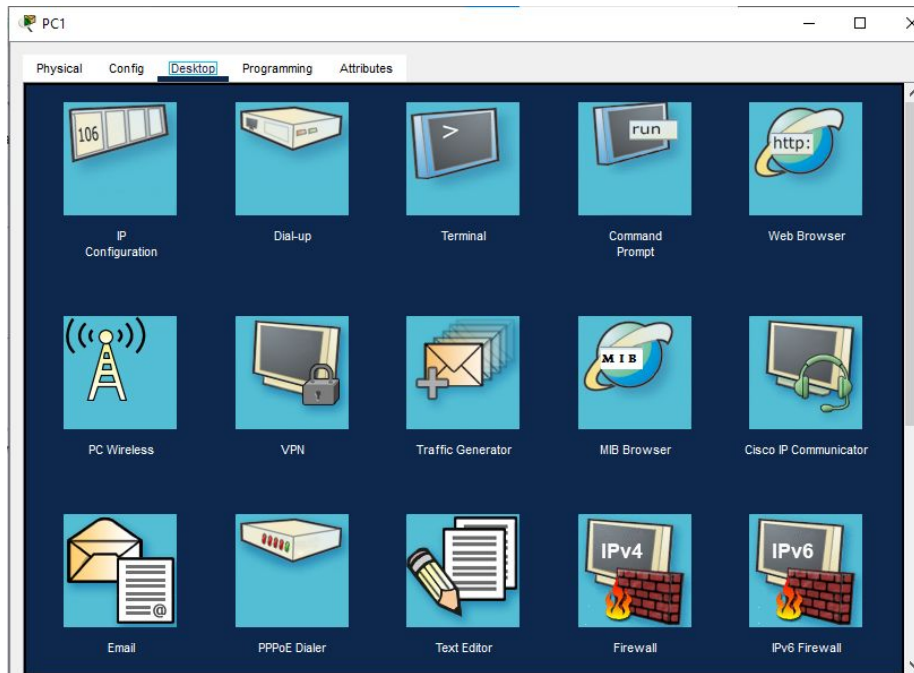 PC1
Physical Config Desktop Programming Attributes
106
>
run
http:
IP
Configuration
Dial-up
Terminal
Command
Prompt
Web Browser
MIB
PC Wireless
VPN
Traffic Generator
MIB Browser
Cisco IP Communicator
@
IPv4
IPv6
Email
PPPoE Dialer
Text Editor
Firewall
IPv6 Firewall